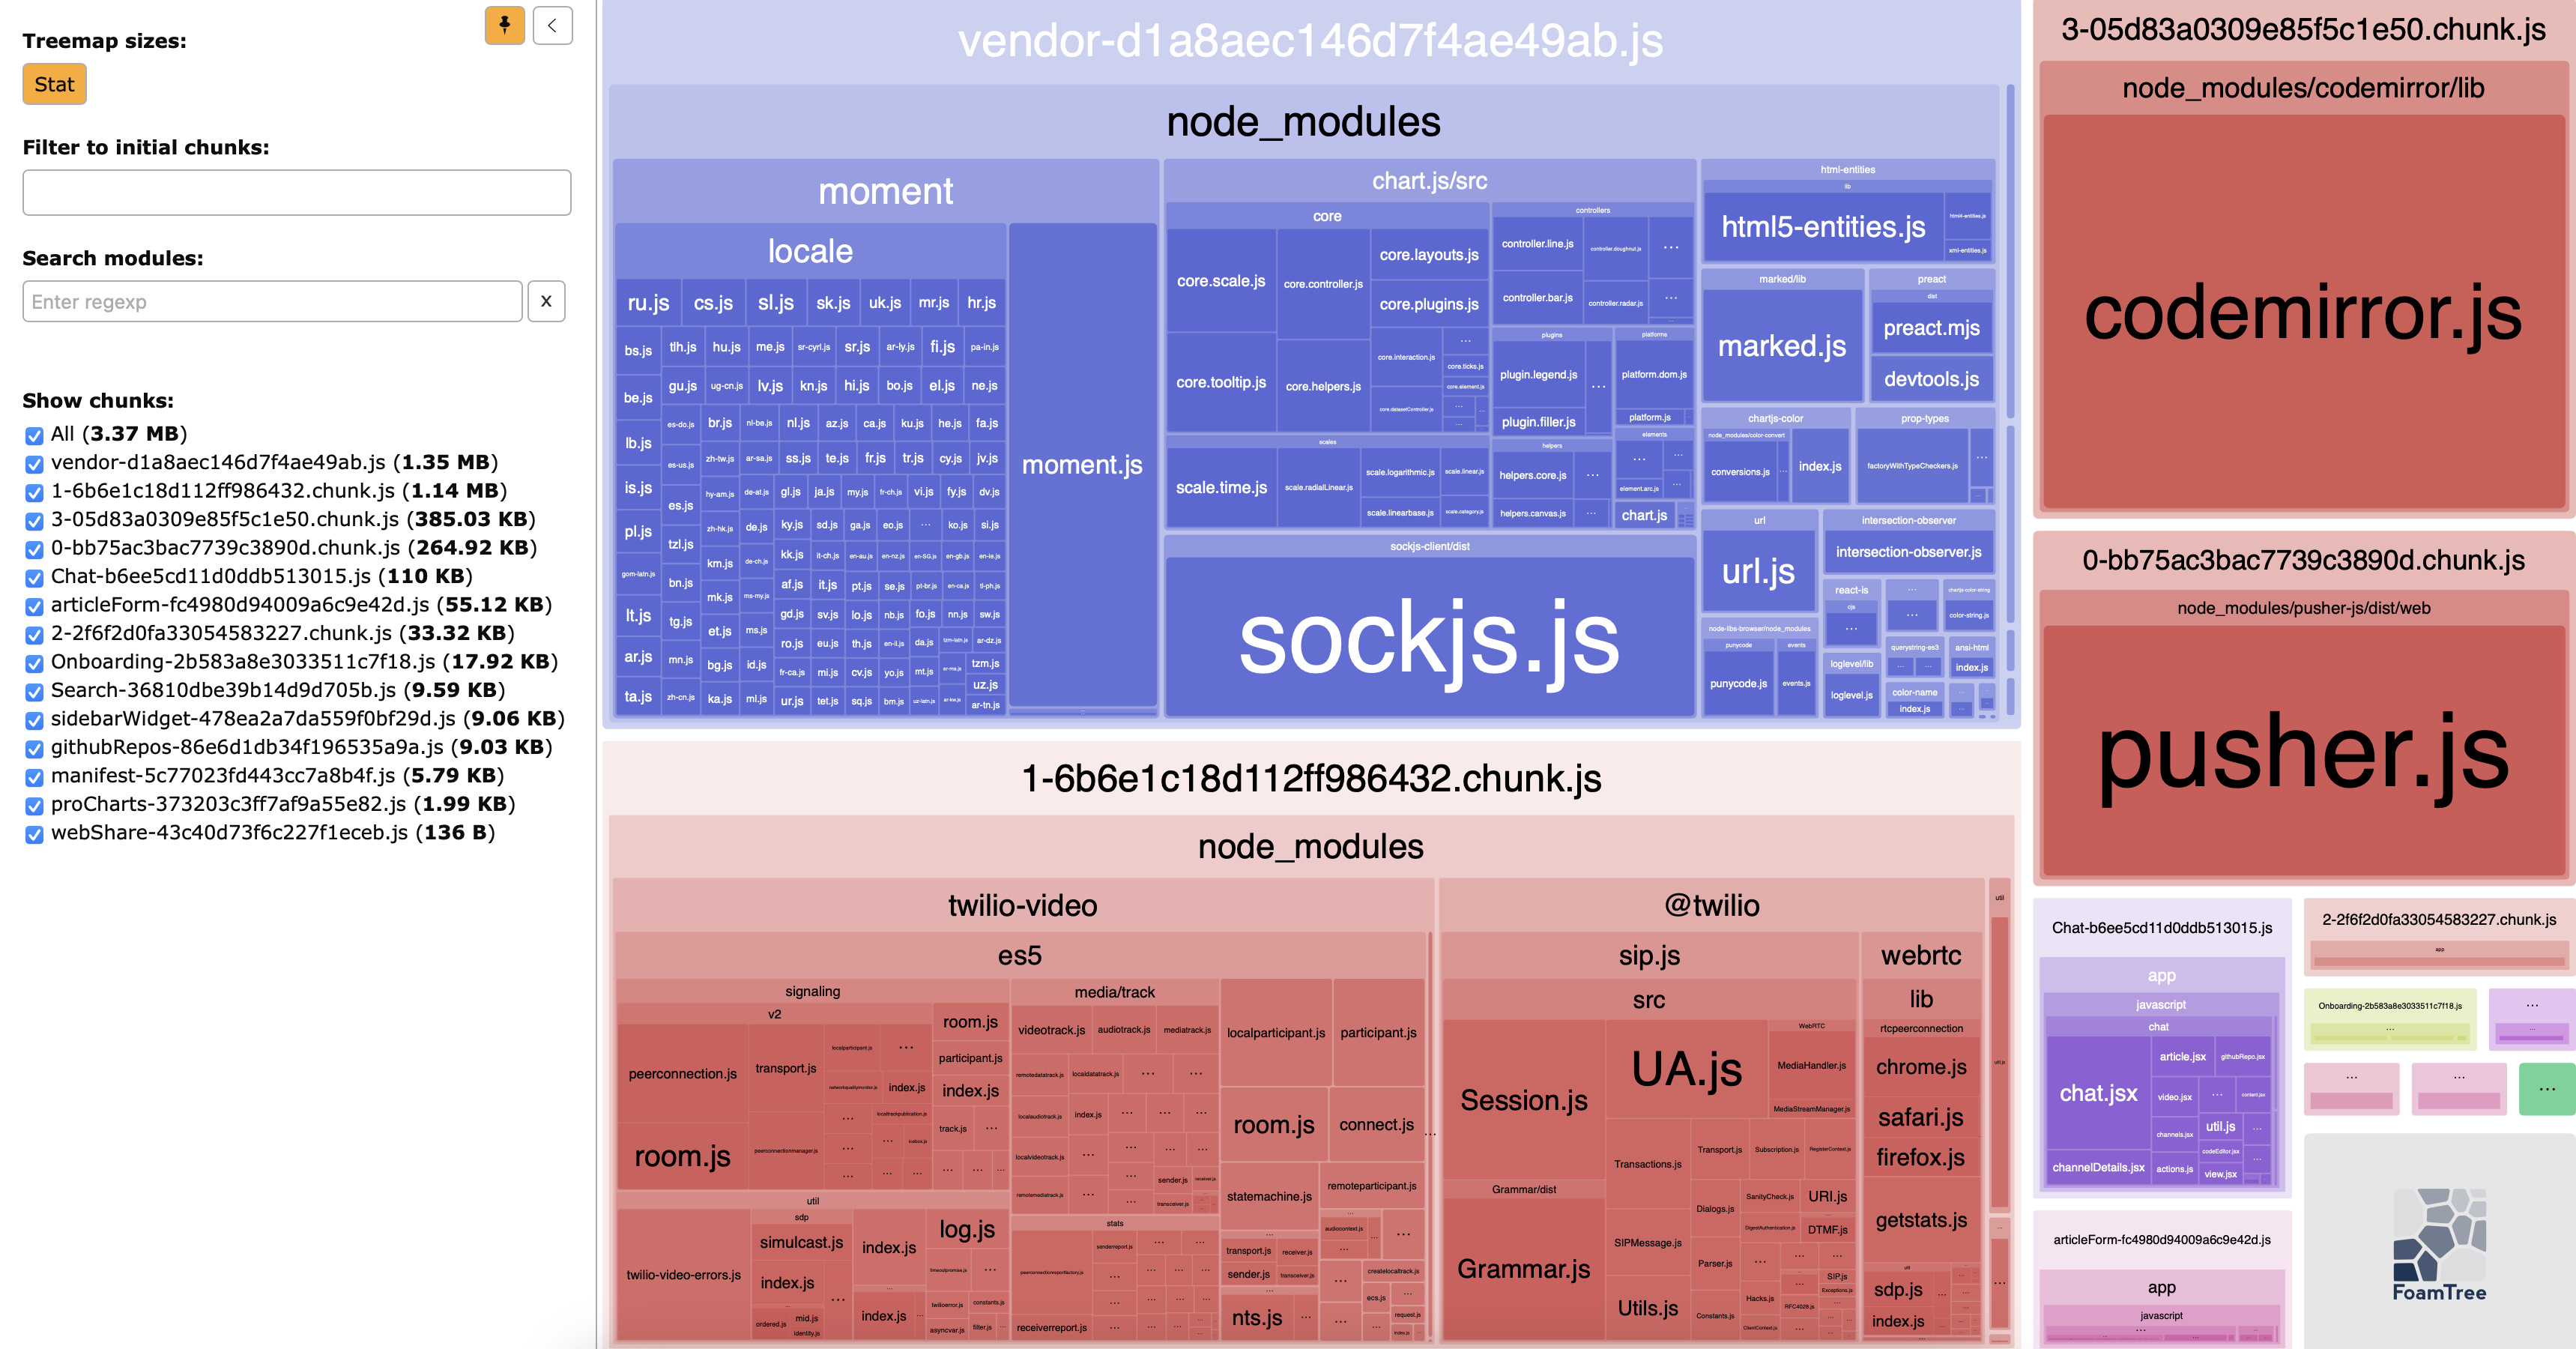 Treemap sizes:
Stat
Filter to initial chunks:
Search modules:
Enter regexp
x
Show chunks:
All (3.37 MB)
vendor-d1a8aec146d7f4ae49ab.js (1.35 MB)
1-6b6e1c18d112ff986432.chunk.js (1.14 MB)
3-05d83a0309e85f5c1e50.chunk.js (385.03 KB)
0-bb75ac3bac7739c3890d.chunk.js (264.92 KB)
Chat-b6ee5cd11d0ddb513015.js (110 KB)
articleForm-fc4980d94009a6c9e42d.js (55.12 KB)
2-2f6f2d0fa33054583227.chunk.js (33.32 KB)
Onboarding-2b583a8e3033511c7f18.js (17.92 KB)
Search-36810dbe39b14d9d705b.js (9.59 KB)
sidebarWidget-478ea2a7da559f0bf29d.js (9.06 KB)
githubRepos-86e6d1db34f196535a9a.js (9.03 KB)
manifest-5c77023fd443cc7a8b4f.js (5.79 KB)
proCharts-373203c3ff7af9a55e82.js (1.99 KB)
webShare-43c40d73f6c227f1eceb.js (136 B)
vendor-d1a8aec146d7f4ae49ab.js
node_modules
moment
locale
ru.js cs.js sl.js sk.js uk.js mr.js hr.js
bs.js tlh.js hu.js me.js sr-cyrl.js sr.js ar-ly.js fi.js pa-in.js
be.js gu.js ug-cn.js lv.js kn.js hi.js bo.js el.js ne.js
es-do.js br.js nl-be.js nl.js az.js ca.js ku.js he.js fa.js
lb.js es-us.js zh-tw.js ar-sa.js ss.js te.js fr.js tr.js cy.js jv.js
is.js es.js hy-am.js de-at.js gl.js ja.js my.js fr-ch.js vi.js fy.js dv.js
pl.js tzl.js zh-hk.js de.js ky.js sd.js ga.js eo.js ... ko.js si.js
km.js de-ch.js kk.js it-ch.js en-au.js en-nz.js en-SG.js en-gb.js en-ie.js
gom-latn.js bn.js mk.js ms-my.js af.js it.js pt.js se.js pt-br.js en-ca.js tl-ph.js
lt.js tg.js et.js ms.js gd.js sv.js lo.js nb.js fo.js nn.js sw.js
ar.js mn.js bg.js id.js ro.js eu.js th.js en-il.js da.js tzm-latn.js ar-dz.js
fr-ca.js mi.js cv.js yo.js mt.js ar-ma.js tzm.js
uz.js
ta.js zh-cn.js ka.js ml.js ur.js tet.js sq.js bm.js uz-latn.js ar-kw.js ar-tn.js
moment.js
chart.js/src
core
core.scale.js
core.controller.js
core.layouts.js
core.plugins.js
core.tooltip.js
core.helpers.js
core.interaction.js
core.ticks.js
core.element.js
core.datasetController.js
controllers
controller.line.js
controller.doughnut.js
controller.bar.js
controller.radar.js
plugins
plugin.legend.js
plugin.filler.js
platforms
platform.dom.js
platform.js
scales
scale.time.js
scale.radialLinear.js
scale.logarithmic.js
scale.linear.js
scale.linearbase.js
scale.category.js
helpers
helpers.core.js
helpers.canvas.js
elements
element.arc.js
chart.js
sockjs-client/dist
sockjs.js
html-entities
lib
html5-entities.js
html4-entities.js
xml-entities.js
marked/lib
marked.js
preact
dist
preact.mjs
devtools.js
chartjs-color
node_modules/color-convert
conversions.js
index.js
prop-types
factoryWithTypeCheckers.js
url
url.js
intersection-observer
intersection-observer.js
react-is
cjs
chartjs-color-string
color-string.js
node-libs-browser/node_modules
punycode
punycode.js
events
events.js
loglevel/lib
loglevel.js
querystring-es3
ansi-html
index.js
color-name
index.js
1-6b6e1c18d112ff986432.chunk.js
node_modules
twilio-video
es5
signaling
v2
peerconnection.js
transport.js
localparticipant.js
networkqualitymonitor.js
index.js
localtrackpublication.js
icebox.js
room.js
peerconnectionmanager.js
room.js
participant.js
index.js
track.js
util
twilio-video-errors.js
sdp
simulcast.js
index.js
ordered.js
mid.js
identity.js
index.js
index.js
log.js
timeoutpromise.js
twilioerror.js
constants.js
asyncvar.js
filter.js
media/track
videotrack.js
audiotrack.js
mediatrack.js
remotedatatrack.js
localdatatrack.js
localaudiotrack.js
index.js
localvideotrack.js
remotemediatrack.js
sender.js
receiver.js
transceiver.js
stats
senderreport.js
peerconnectionreportfactory.js
receiverreport.js
localparticipant.js
participant.js
room.js
connect.js
statemachine.js
remoteparticipant.js
audiocontext.js
transport.js
receiver.js
sender.js
transceiver.js
createlocaltrack.js
ecs.js
request.js
index.js
nts.js
@twilio
sip.js
src
Session.js
UA.js
WebRTC
MediaHandler.js
MediaStreamManager.js
Grammar/dist
Grammar.js
Transactions.js
Transport.js
Subscription.js
RegisterContext.js
SanityCheck.js
URI.js
Dialogs.js
DigestAuthentication.js
DTMF.js
SIPMessage.js
Parser.js
SIP.js
Exceptions.js
Utils.js
Constants.js
Hacks.js
RFC4028.js
ClientContext.js
webrtc
lib
rtcpeerconnection
chrome.js
safari.js
firefox.js
getstats.js
util
sdp.js
index.js
util
util.js
3-05d83a0309e85f5c1e50.chunk.js
node_modules/codemirror/lib
codemirror.js
0-bb75ac3bac7739c3890d.chunk.js
node_modules/pusher-js/dist/web
pusher.js
Chat-b6ee5cd11d0ddb513015.js
app
javascript
chat
chat.jsx
article.jsx
githubRepo.jsx
video.jsx
content.jsx
channels.jsx
util.js
codeEditor.jsx
channelDetails.jsx
actions.js
view.jsx
2-2f6f2d0fa33054583227.chunk.js
app
Onboarding-2b583a8e3033511c7f18.js
articleForm-fc4980d94009a6c9e42d.js
app
javascript
FoamTree